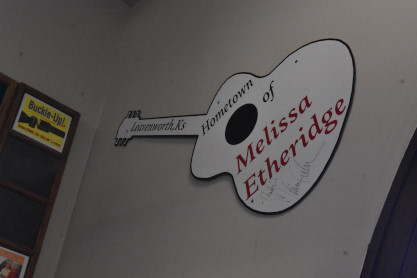 Buckle-Up!
Leavenworth, Ks
Hometown
of
Melissa
Etheridge